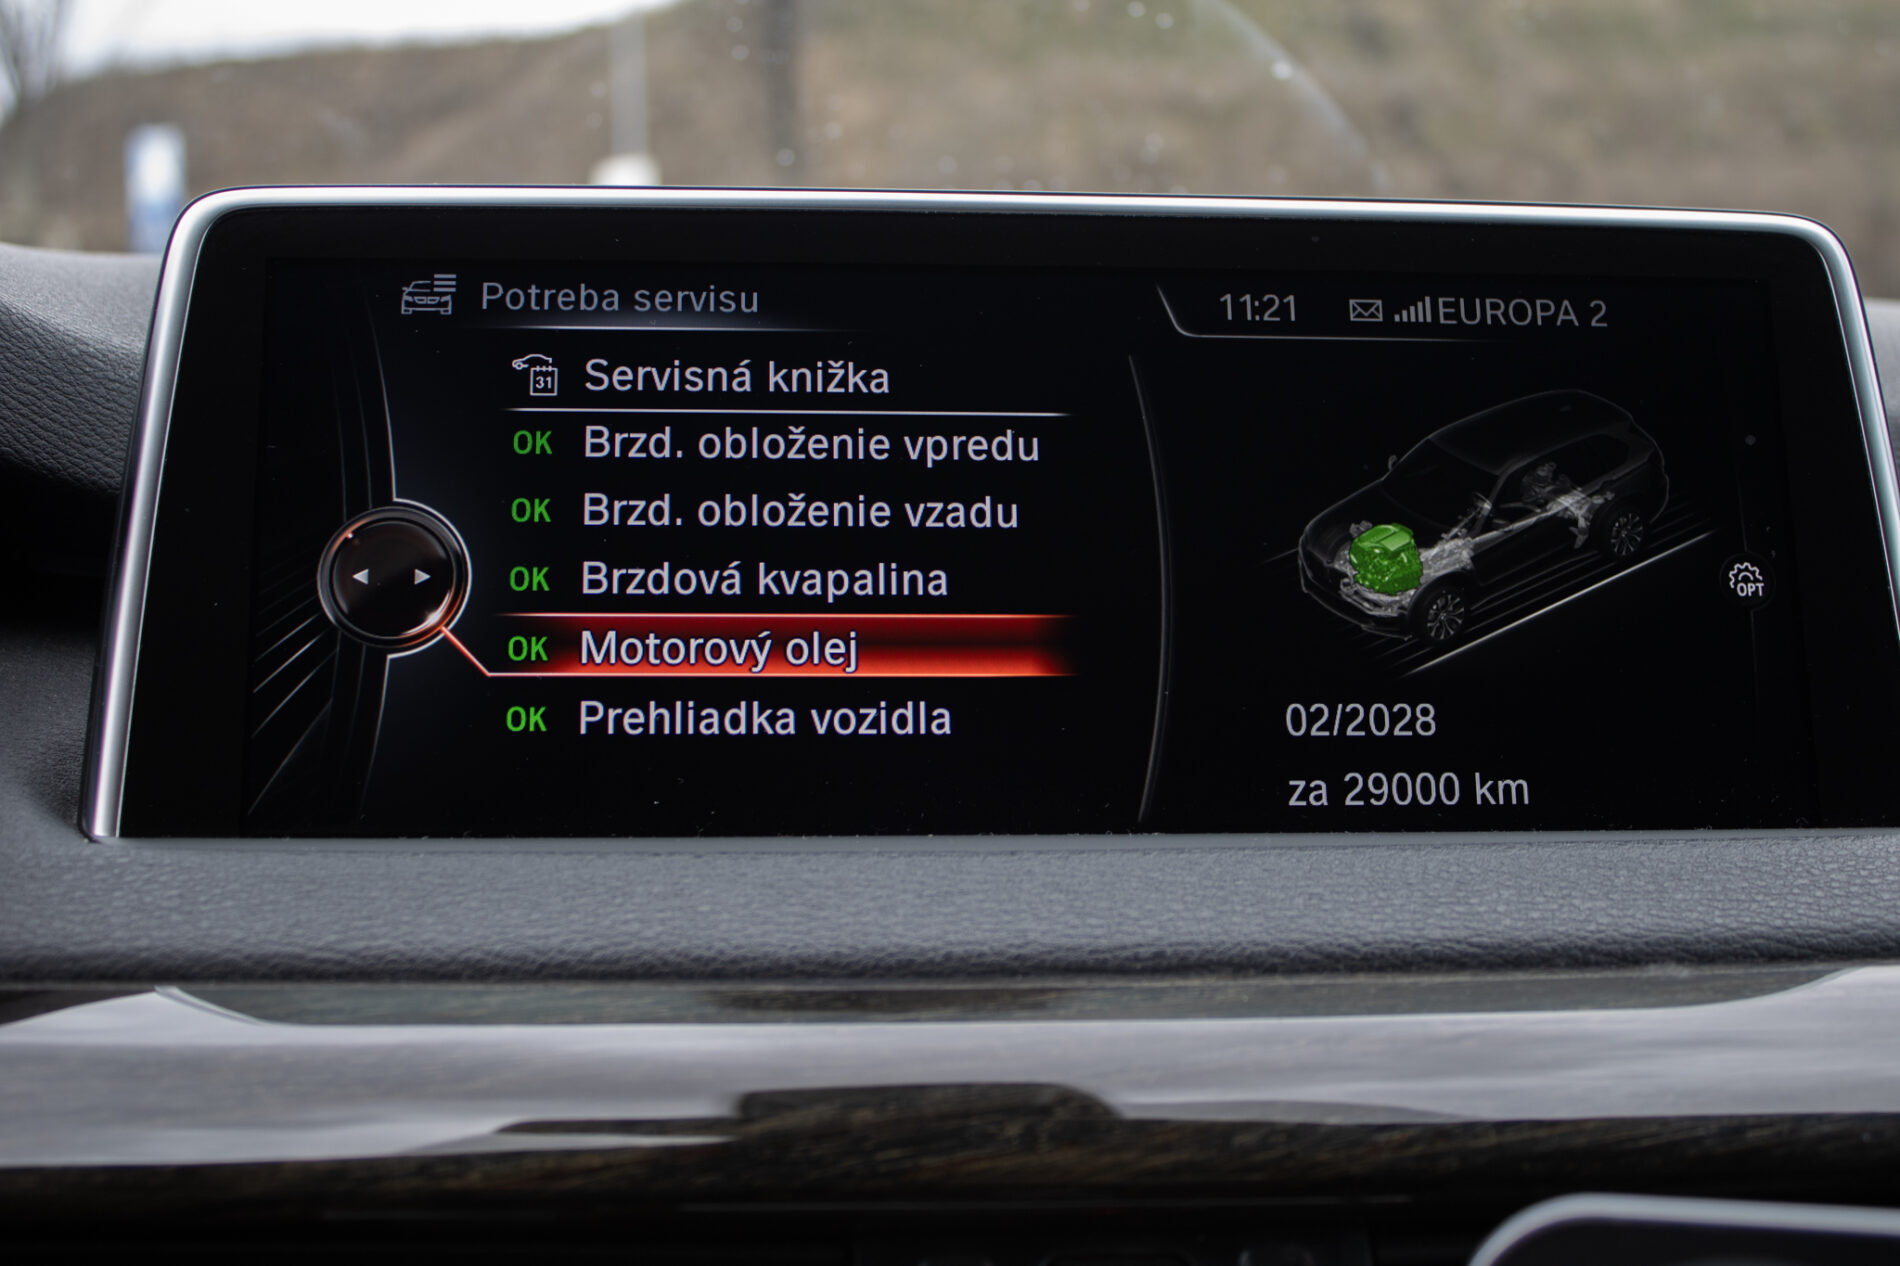 Potreba servisu
11:21 EUROPA 2
31 Servisná knižka
OK Brzd. obloženie vpredu
OK Brzd. obloženie vzadu
OK Brzdová kvapalina
OK Motorový olej
OK Prehliadka vozidla
OPT
02/2028
za 29000 km